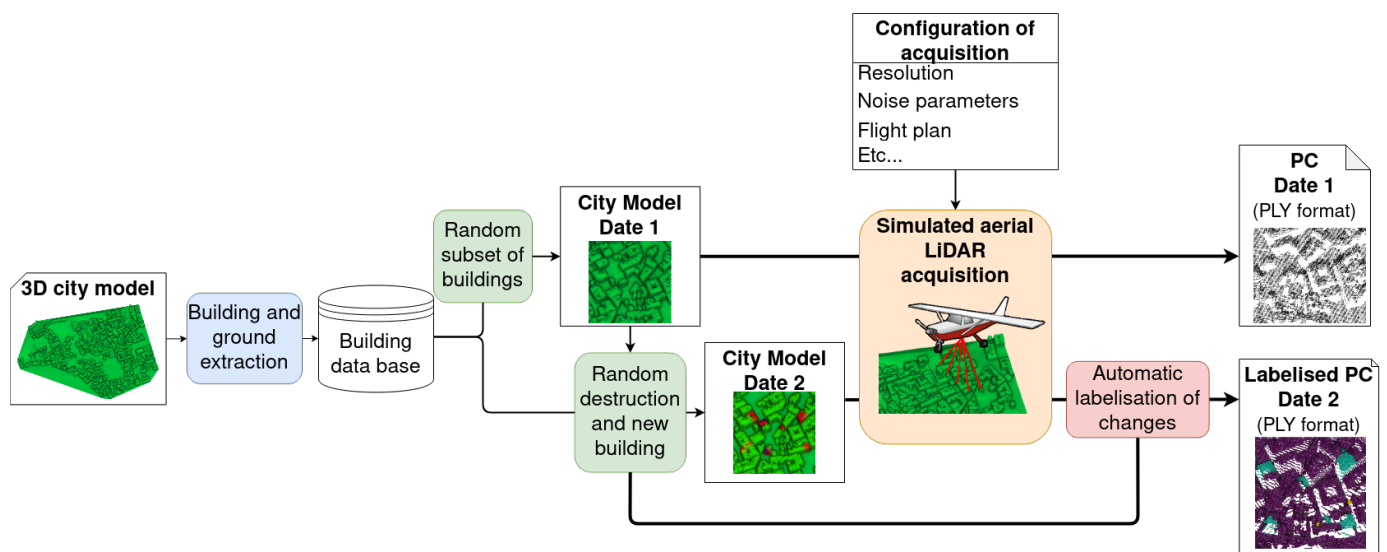 3D city model
Building and
ground
extraction
Building
data base
Random
subset of
buildings
City Model
Date 1
Random
destruction
and new
building
City Model
Date 2
Configuration of
acquisition
Resolution
Noise parameters
Flight plan
Etc...
Simulated aerial
LiDAR
acquisition
Automatic
labelisation of
changes
PC
Date 1
(PLY format)
Labelised PC
Date 2
(PLY format)